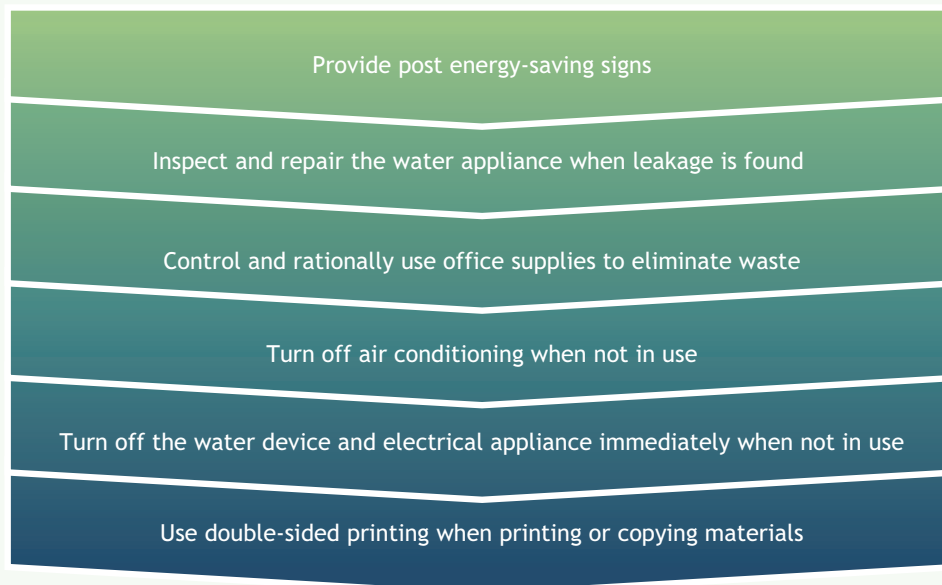 Provide post energy-saving signs
Inspect and repair the water appliance when leakage is found
Control and rationally use office supplies to eliminate waste
Turn off air conditioning when not in use
Turn off the water device and electrical appliance immediately when not in use
Use double-sided printing when printing or copying materials